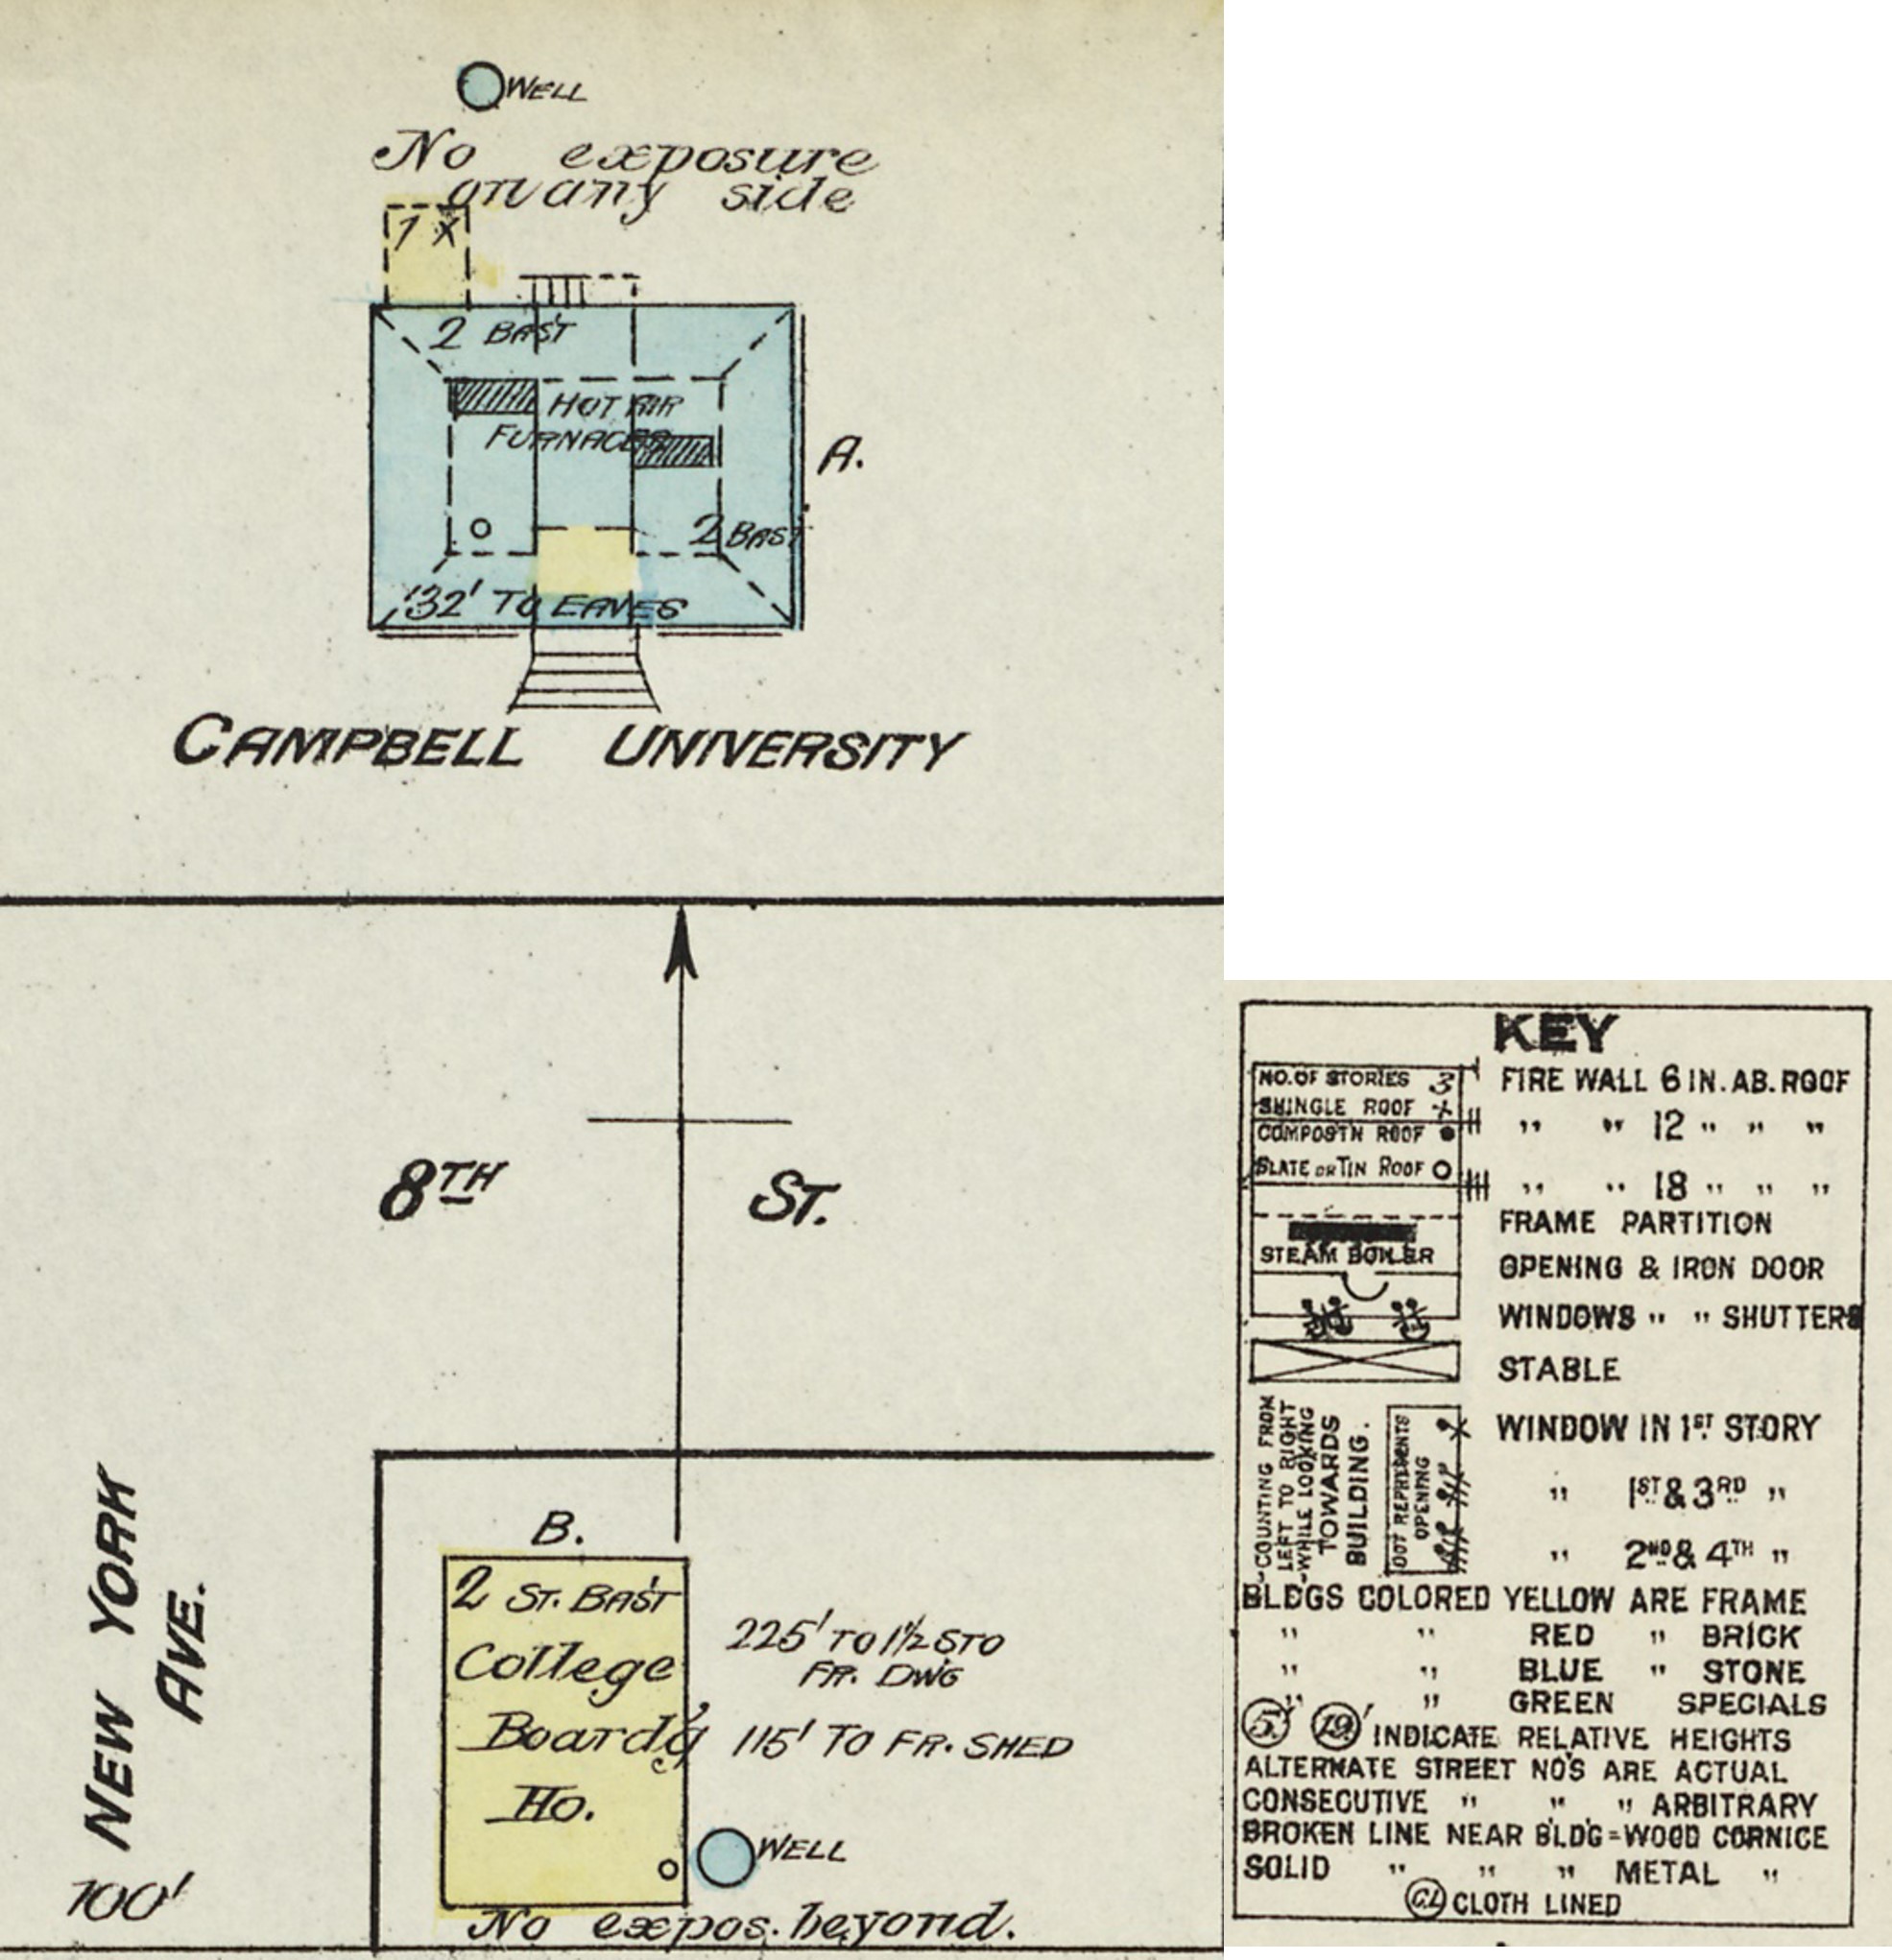 WELL
No exposure
on any side
1 x
2 BAS'T
HOT AIR
FURNACES
A.
2 BAS'T
32' TO EAVES
CAMPBELL UNIVERSITY
8TH ST.
NEW YORK
AVE.
100'
B.
2 ST. BAS'T
College
Board'g
Ho.
225' TO 1½ STO
FR. DWG
115' TO FR. SHED
WELL
No expos. beyond.
KEY
NO. OF STORIES 3
SHINGLE ROOF x
COMPOST'N ROOF
SLATE OR TIN ROOF
STEAM BOILER
FIRE WALL 6 IN. AB. ROOF
" " 12 " " "
" " 18 " " "
FRAME PARTITION
OPENING & IRON DOOR
WINDOWS " " SHUTTERS
STABLE
COUNTING FROM
LEFT TO RIGHT
WHILE LOOKING
TOWARDS
BUILDING.
DOT REPRESENTS
OPENING
WINDOW IN 1ST STORY
" 1ST & 3RD "
" 2ND & 4TH "
BLDGS COLORED YELLOW ARE FRAME
" " RED " BRICK
" " BLUE " STONE
" " GREEN SPECIALS
5' 19' INDICATE RELATIVE HEIGHTS
ALTERNATE STREET NO'S ARE ACTUAL
CONSECUTIVE " " " ARBITRARY
BROKEN LINE NEAR BLD'G = WOOD CORNICE
SOLID " " " METAL "
CL CLOTH LINED